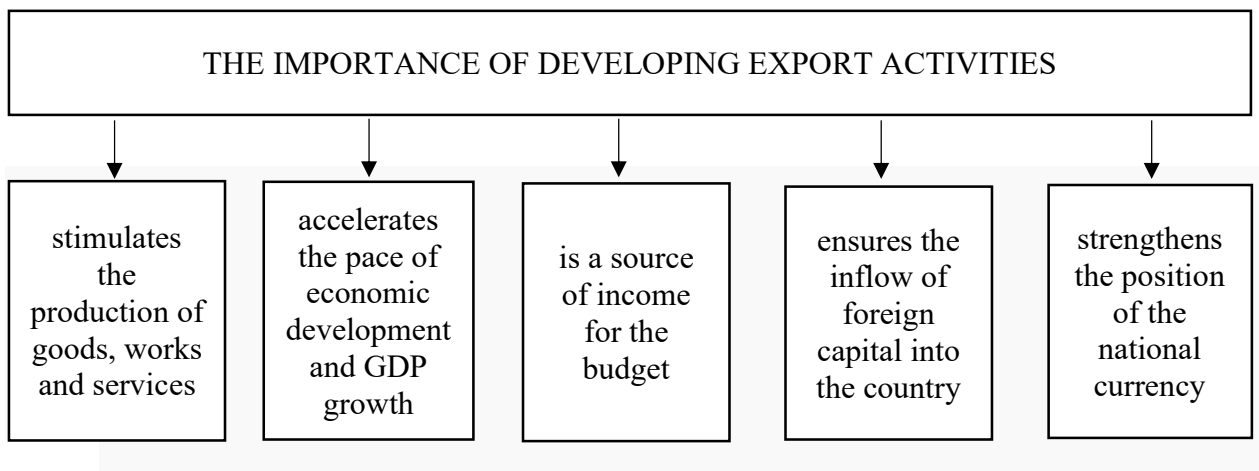 THE IMPORTANCE OF DEVELOPING EXPORT ACTIVITIES
stimulates
the
production of
goods, works
and services
accelerates
the pace of
economic
development
and GDP
growth
is a source
of income
for the
budget
ensures the
inflow of
foreign
capital into
the country
strengthens
the position
of the
national
currency